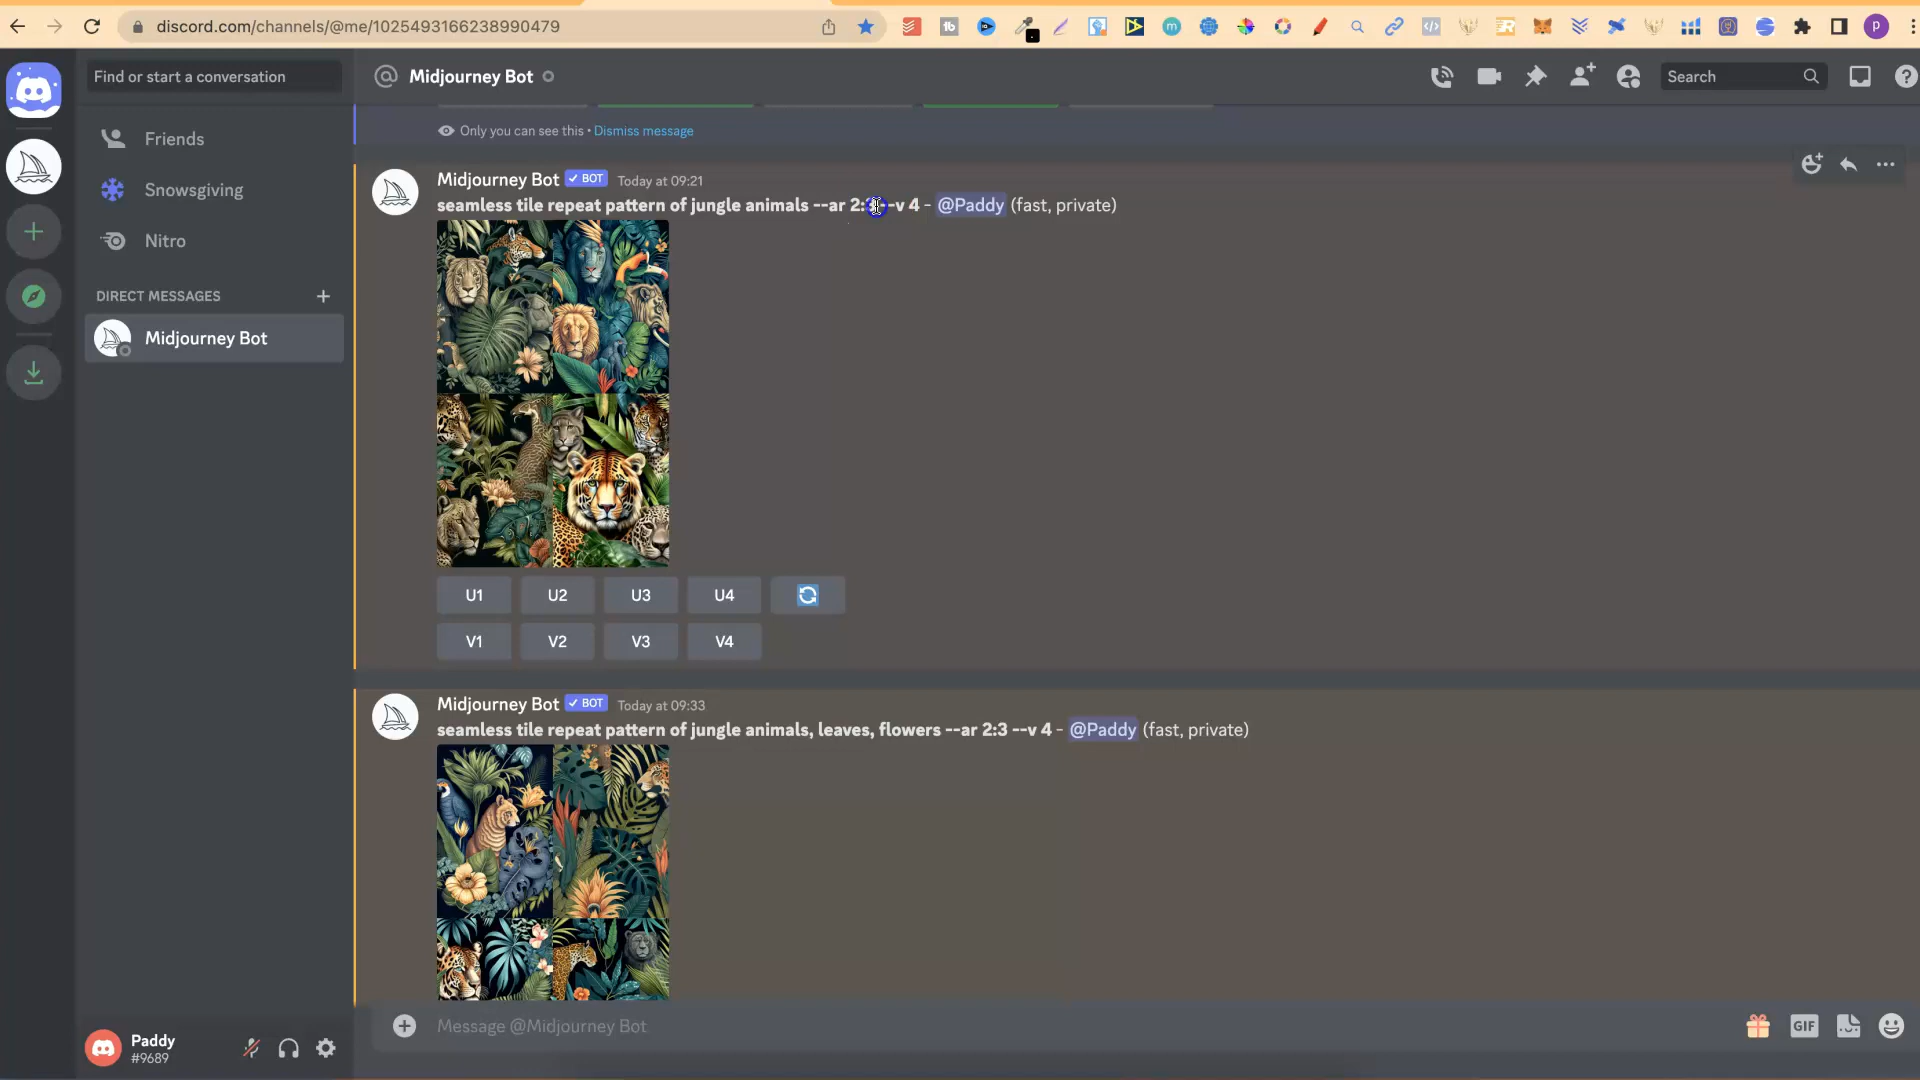 discord.com/channels/@me/1025493166238990479
Find or start a conversation
Midjourney Bot
Search
Friends
Snowsgiving
Nitro
DIRECT MESSAGES
Midjourney Bot
Only you can see this • Dismiss message
Midjourney Bot BOT Today at 09:21
seamless tile repeat pattern of jungle animals --ar 2: --v 4 - @Paddy (fast, private)
U1 U2 U3 U4
V1 V2 V3 V4
Midjourney Bot BOT Today at 09:33
seamless tile repeat pattern of jungle animals, leaves, flowers --ar 2:3 --v 4 - @Paddy (fast, private)
Message @Midjourney Bot
GIF
Paddy
#9689